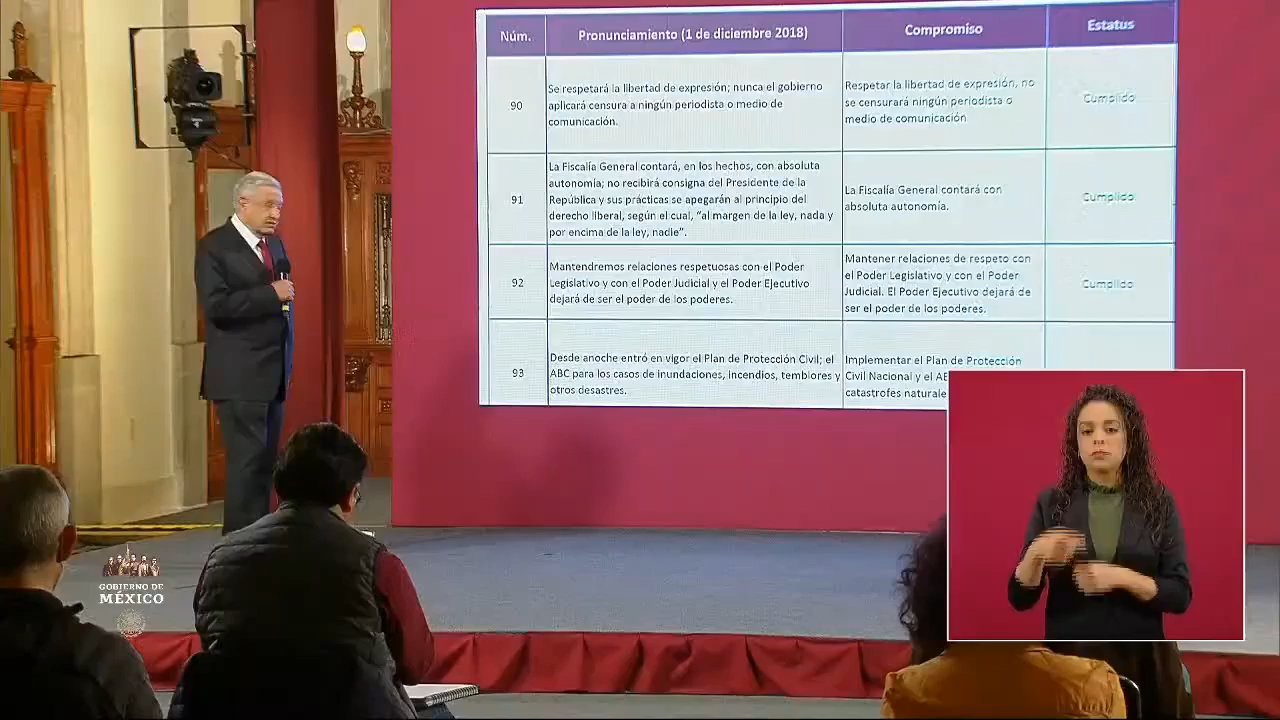 Núm.
Pronunciamiento (1 de diciembre 2018)
Compromiso
Estatus
90
Se respetará la libertad de expresión; nunca el gobierno
aplicará censura a ningún periodista o medio de
comunicación.
Respetar la libertad de expresión, no
se censurará ningún periodista o
medio de comunicación
Cumplido
91
La Fiscalía General contará, en los hechos, con absoluta
autonomía; no recibirá consigna del Presidente de la
República y sus prácticas se apegarán al principio del
derecho liberal, según el cual, “al margen de la ley, nada y
por encima de la ley, nadie”.
La Fiscalía General contará con
absoluta autonomía.
Cumplido
92
Mantendremos relaciones respetuosas con el Poder
Legislativo y con el Poder Judicial y el Poder Ejecutivo
dejará de ser el poder de los poderes.
Mantener relaciones de respeto con
el Poder Legislativo y con el Poder
Judicial. El Poder Ejecutivo dejará de
ser el poder de los poderes.
Cumplido
93
Desde anoche entró en vigor el Plan de Protección Civil; el
ABC para los casos de inundaciones, incendios, temblores y
otros desastres.
Implementar el Plan de Protección
Civil Nacional y el AB
catastrofes naturale
GOBIERNO DE
MÉXICO